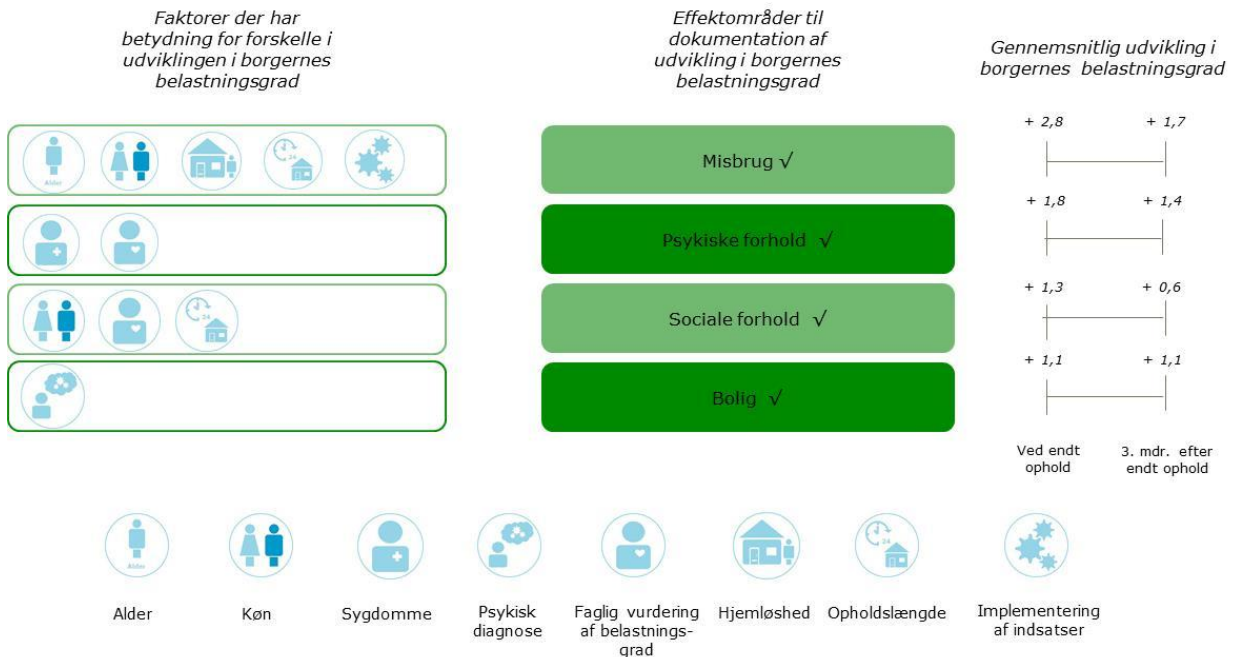 Faktorer der har
betydning for forskelle i
udviklingen i borgernes
belastningsgrad
Effektområder til
dokumentation af
udvikling i borgernes
belastningsgrad
Gennemsnitlig udvikling i
borgernes belastningsgrad
Alder
24
Misbrug √
+ 2,8
+ 1,7
Psykiske forhold √
+ 1,8
+ 1,4
24
Sociale forhold √
+ 1,3
+ 0,6
Bolig √
+ 1,1
+ 1,1
Ved endt
ophold
3. mdr. efter
endt ophold
Alder
24
Alder
Køn
Sygdomme
Psykisk
diagnose
Faglig vurdering
af belastnings-
grad
Hjemløshed
Opholdslængde
Implementering
af indsatser